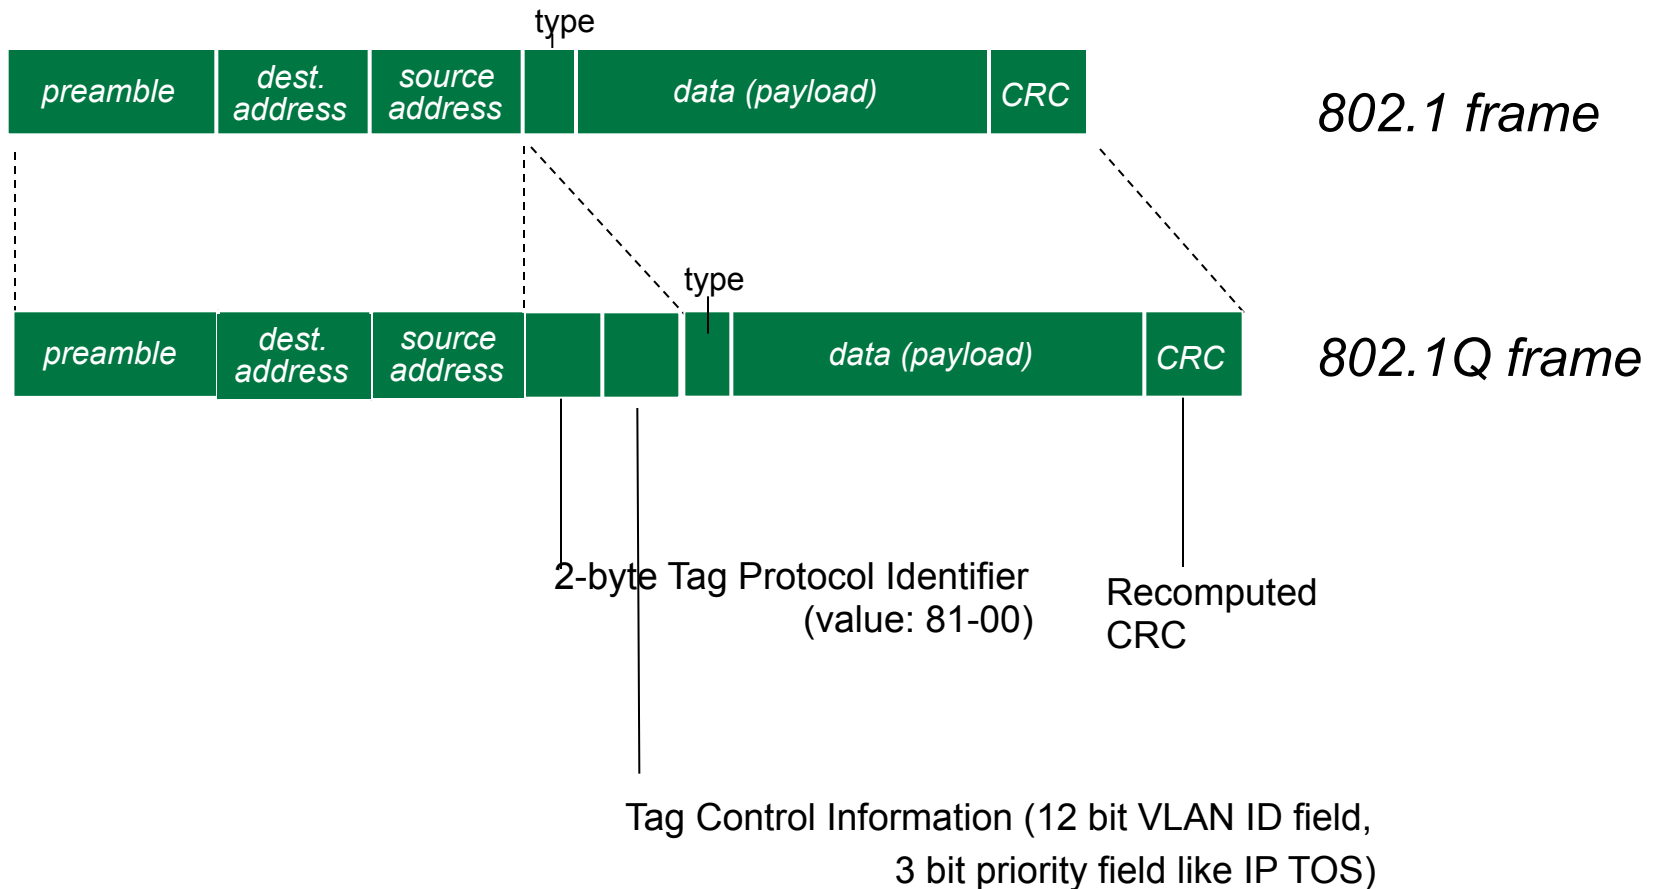 type
preamble
dest.
address
source
address
data (payload)
CRC
802.1 frame
type
preamble
dest.
address
source
address
data (payload)
CRC
802.1Q frame
2-byte Tag Protocol Identifier
(value: 81-00)
Recomputed
CRC
Tag Control Information (12 bit VLAN ID field,
3 bit priority field like IP TOS)